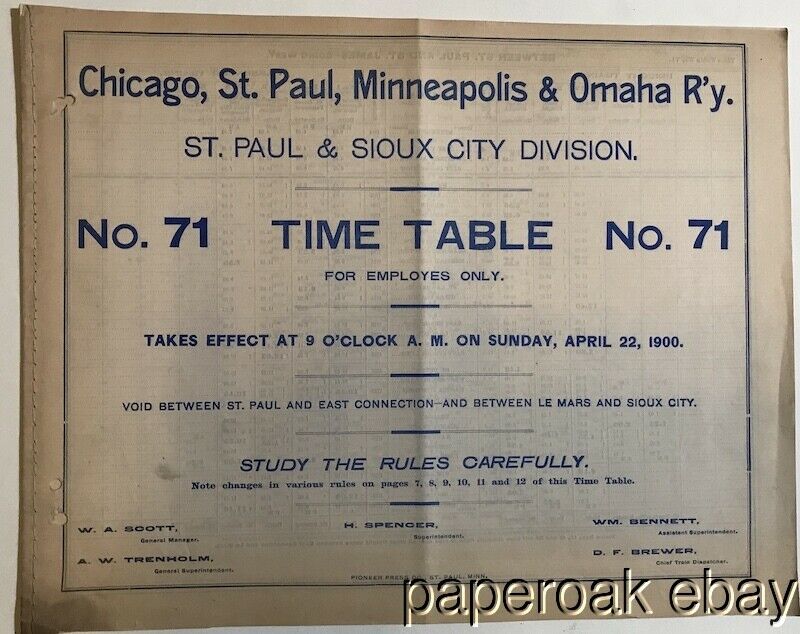 Chicago, St. Paul, Minneapolis & Omaha R'y.
ST. PAUL & SIOUX CITY DIVISION.
No. 71 TIME TABLE No. 71
FOR EMPLOYES ONLY.
TAKES EFFECT AT 9 O'CLOCK A. M. ON SUNDAY, APRIL 22, 1900.
VOID BETWEEN ST. PAUL AND EAST CONNECTION—AND BETWEEN LE MARS AND SIOUX CITY.
STUDY THE RULES CAREFULLY.
Note changes in various rules on pages 7, 8, 9, 10, 11 and 12 of this Time Table.
W. A. SCOTT,
General Manager.
H. SPENCER,
Superintendent.
WM. BENNETT,
Assistant Superintendent.
A. W. TRENHOLM,
General Superintendent.
D. F. BREWER,
Chief Train Dispatcher.
PIONEER PRESS CO., ST. PAUL, MINN.
paperoak ebay